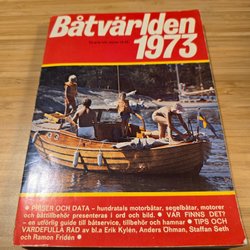 Båtvärlden
1973
● PRISER OCH DATA – hundratals motorbåtar, segelbåtar, motorer
och båttillbehör presenteras i ord och bild. ● VAR FINNS DET?
– en utförlig guide till båtservice, tillbehör och hamnar ● TIPS OCH
VÄRDEFULLA RÅD av bl.a Erik Kylén, Anders Öhman, Staffan Seth
och Ramon Fridén ●